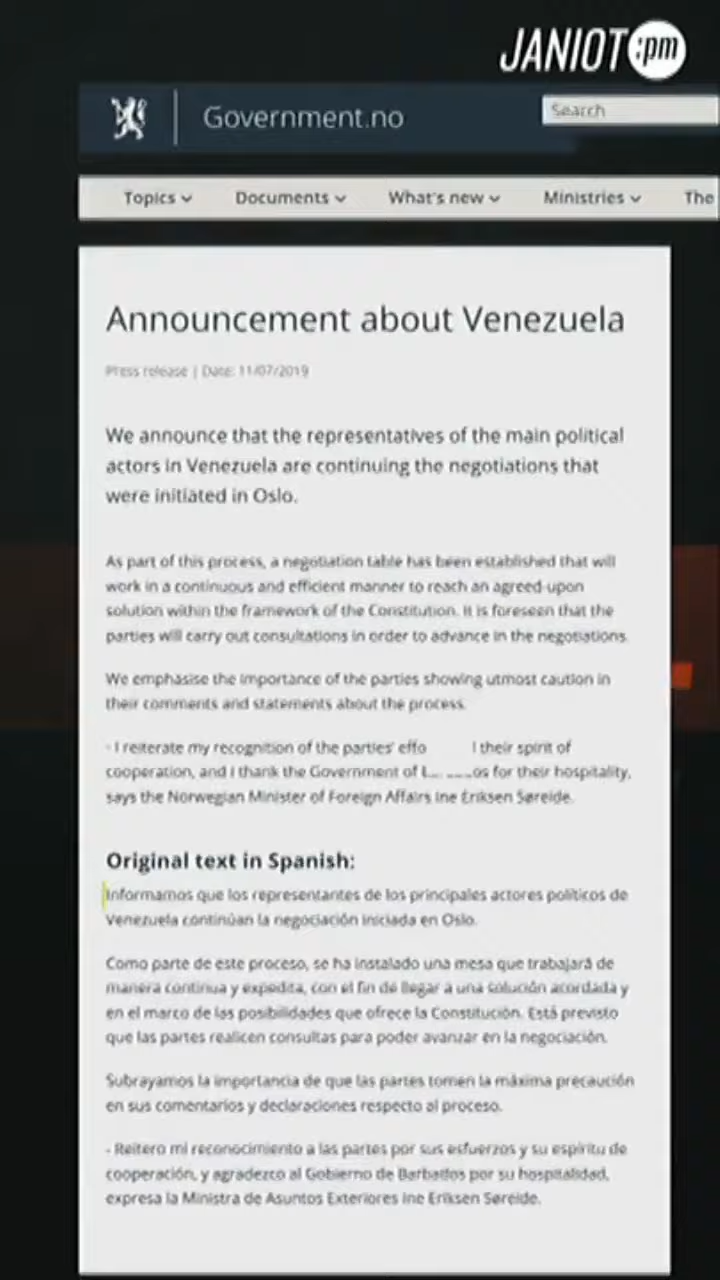 JANIOT:pm
Government.no
Search
Topics
Documents
What's new
Ministries
The
Announcement about Venezuela
Press release | Date: 11/07/2019
We announce that the representatives of the main political
actors in Venezuela are continuing the negotiations that
were initiated in Oslo.
As part of this process, a negotiation table has been established that will
work in a continuous and efficient manner to reach an agreed-upon
solution within the framework of the Constitution. It is foreseen that the
parties will carry out consultations in order to advance in the negotiations.
We emphasise the importance of the parties showing utmost caution in
their comments and statements about the process.
- I reiterate my recognition of the parties' their spirit of
cooperation, and I thank the Government of for their hospitality,
says the Norwegian Minister of Foreign Affairs Ine Eriksen Søreide.
Original text in Spanish:
Informamos que los representantes de los principales actores políticos de
Venezuela continúan la negociación iniciada en Oslo.
Como parte de este proceso, se ha instalado una mesa que trabajará de
manera continua y expedita, con el fin de llegar a una solución acordada y
en el marco de las posibilidades que ofrece la Constitución. Está previsto
que las partes realicen consultas para poder avanzar en la negociación.
Subrayamos la importancia de que las partes tomen la máxima precaución
en sus comentarios y declaraciones respecto al proceso.
- Reitero mi reconocimiento a las partes por sus esfuerzos y su espíritu de
cooperación, y agradezco al Gobierno de Barbados por su hospitalidad,
expresa la Ministra de Asuntos Exteriores Ine Eriksen Søreide.